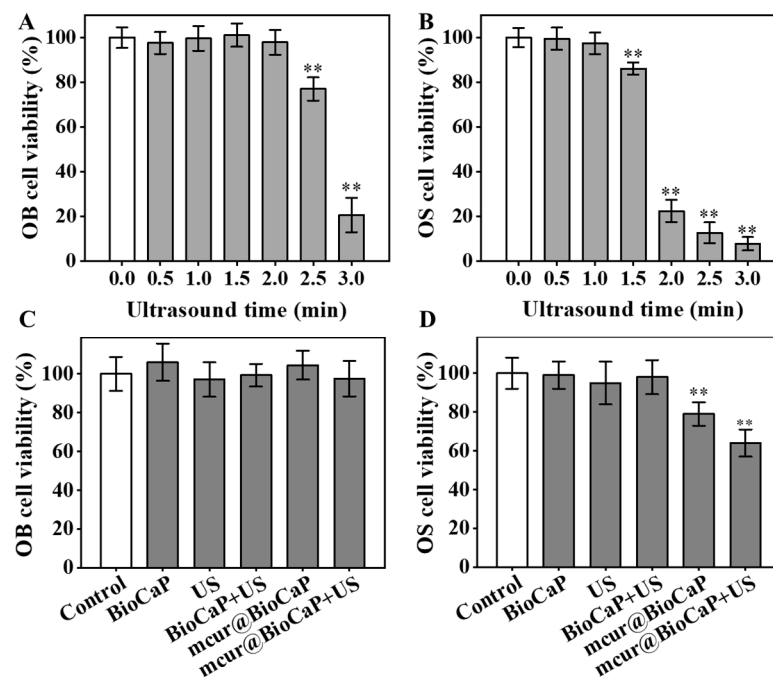 A
OB cell viability (%)
100
80
60
40
20
0
**
**
0.0 0.5 1.0 1.5 2.0 2.5 3.0
Ultrasound time (min)
B
OS cell viability (%)
100
80
60
40
20
0
**
**
**
**
0.0 0.5 1.0 1.5 2.0 2.5 3.0
Ultrasound time (min)
C
OB cell viability (%)
100
80
60
40
20
0
Control
BioCaP
US
BioCaP+US
mcur@BioCaP
mcur@BioCaP+US
D
OS cell viability (%)
100
80
60
40
20
0
**
**
Control
BioCaP
US
BioCaP+US
mcur@BioCaP
mcur@BioCaP+US